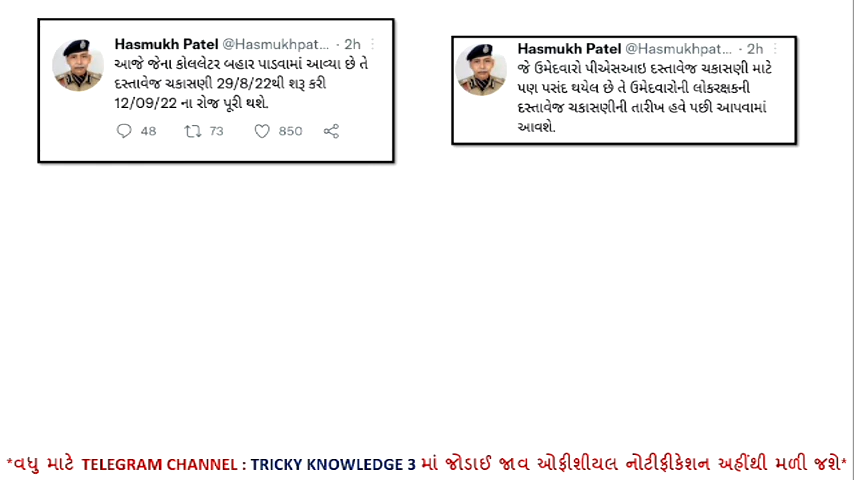 Hasmukh Patel @Hasmukhpat... · 2h
આજે જેના કોલલેટર બહાર પાડવામાં આવ્યા છે તે
દસ્તાવેજ ચકાસણી 29/8/22થી શરૂ કરી
12/09/22 ના રોજ પૂરી થશે.
48 73 850
Hasmukh Patel @Hasmukhpat... · 2h
જે ઉમેદવારો પીએસઆઇ દસ્તાવેજ ચકાસણી માટે
પણ પસંદ થયેલ છે તે ઉમેદવારોની લોકરક્ષકની
દસ્તાવેજ ચકાસણીની તારીખ હવે પછી આપવામાં
આવશે.
*વધુ માટે TELEGRAM CHANNEL : TRICKY KNOWLEDGE 3 માં જોડાઈ જાવ ઓફીશીયલ નોટીફીકેશન અહીંથી મળી જશે*